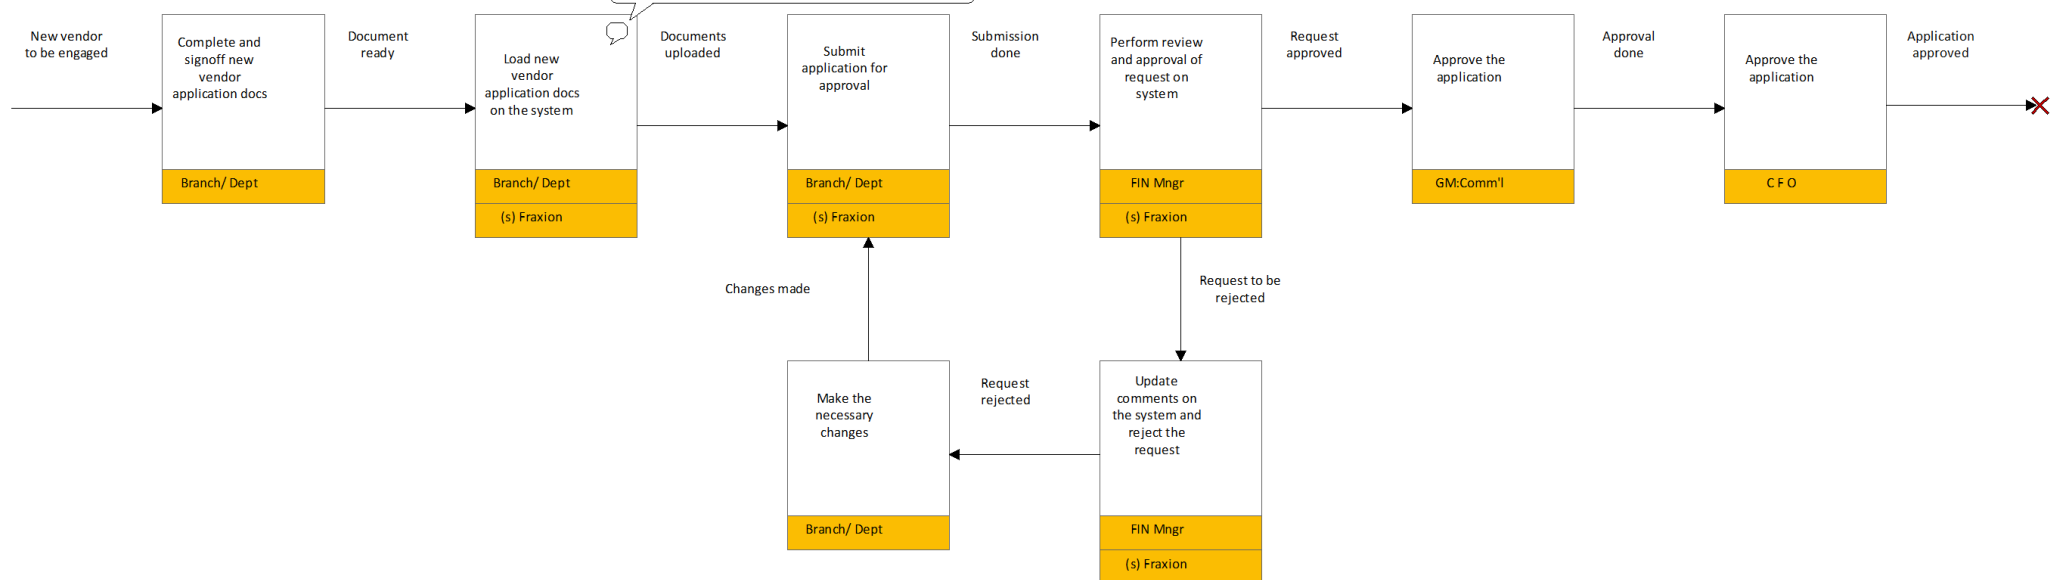 New vendor
to be engaged
Complete and
signoff new
vendor
application docs
Branch/ Dept
Document
ready
Load new
vendor
application docs
on the system
Branch/ Dept
(s) Fraxion
Documents
uploaded
Submit
application for
approval
Branch/ Dept
(s) Fraxion
Submission
done
Perform review
and approval of
request on
system
FIN Mngr
(s) Fraxion
Request
approved
Approve the
application
GM:Comm'l
Approval
done
Approve the
application
C F O
Application
approved
Request to be
rejected
Update
comments on
the system and
reject the
request
FIN Mngr
(s) Fraxion
Request
rejected
Make the
necessary
changes
Branch/ Dept
Changes made